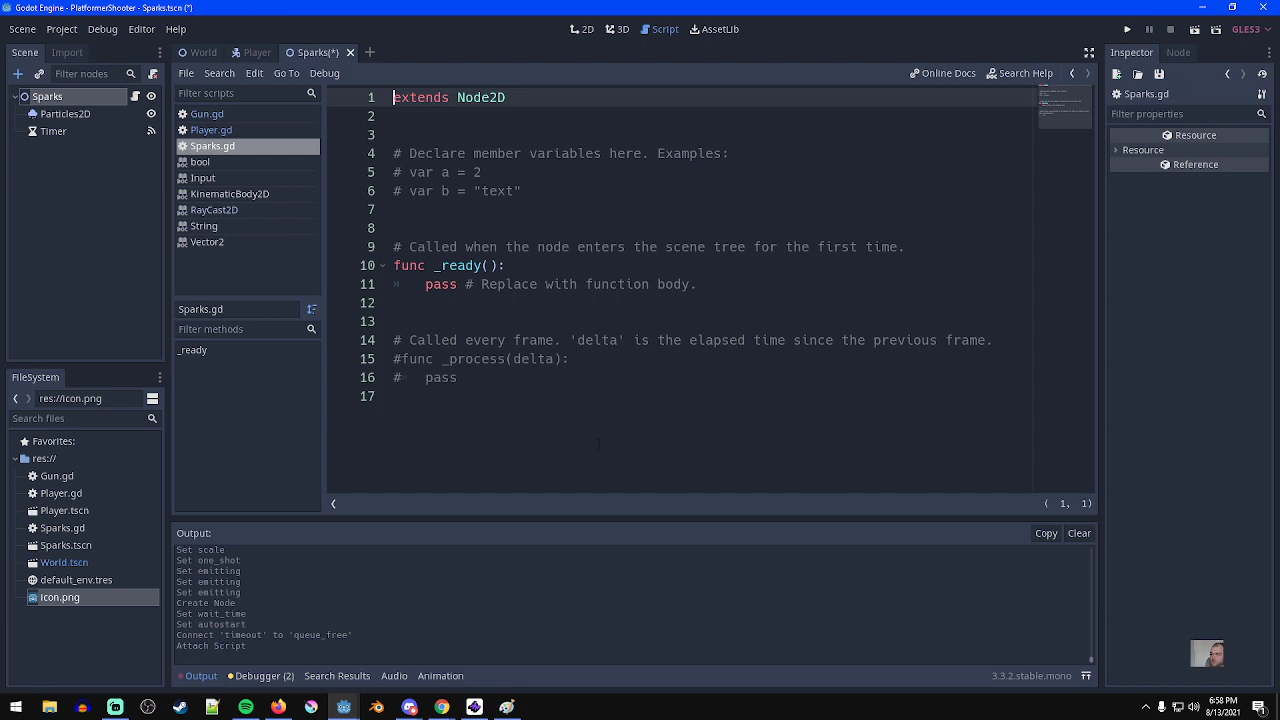 Godot Engine - PlatformerShooter - Sparks.tscn (*)
Scene Project Debug Editor Help
2D 3D Script AssetLib
GLES3
Scene Import
World Player Sparks(*)
Inspector Node
Filter nodes
File Search Edit Go To Debug
Online Docs Search Help
Sparks
Particles2D
Timer
Filter scripts
Gun.gd
Player.gd
Sparks.gd
bool
Input
KinematicBody2D
RayCast2D
String
Vector2
Sparks.gd
Filter methods
_ready
1 extends Node2D
2
3
4 # Declare member variables here. Examples:
5 # var a = 2
6 # var b = "text"
7
8
9 # Called when the node enters the scene tree for the first time.
10 func _ready():
11 pass # Replace with function body.
12
13
14 # Called every frame. 'delta' is the elapsed time since the previous frame.
15 #func _process(delta):
16 # pass
17
( 1, 1)
Sparks.gd
Filter properties
Resource
Resource
Reference
FileSystem
res://icon.png
Search files
Favorites:
res://
Gun.gd
Player.gd
Player.tscn
Sparks.gd
Sparks.tscn
World.tscn
default_env.tres
icon.png
Output:
Copy Clear
Set scale
Set one_shot
Set emitting
Set emitting
Set emitting
Create Node
Set wait_time
Set autostart
Connect 'timeout' to 'queue_free'
Attach Script
Output Debugger (2) Search Results Audio Animation
3.3.2.stable.mono
6:58 PM
8/13/2021